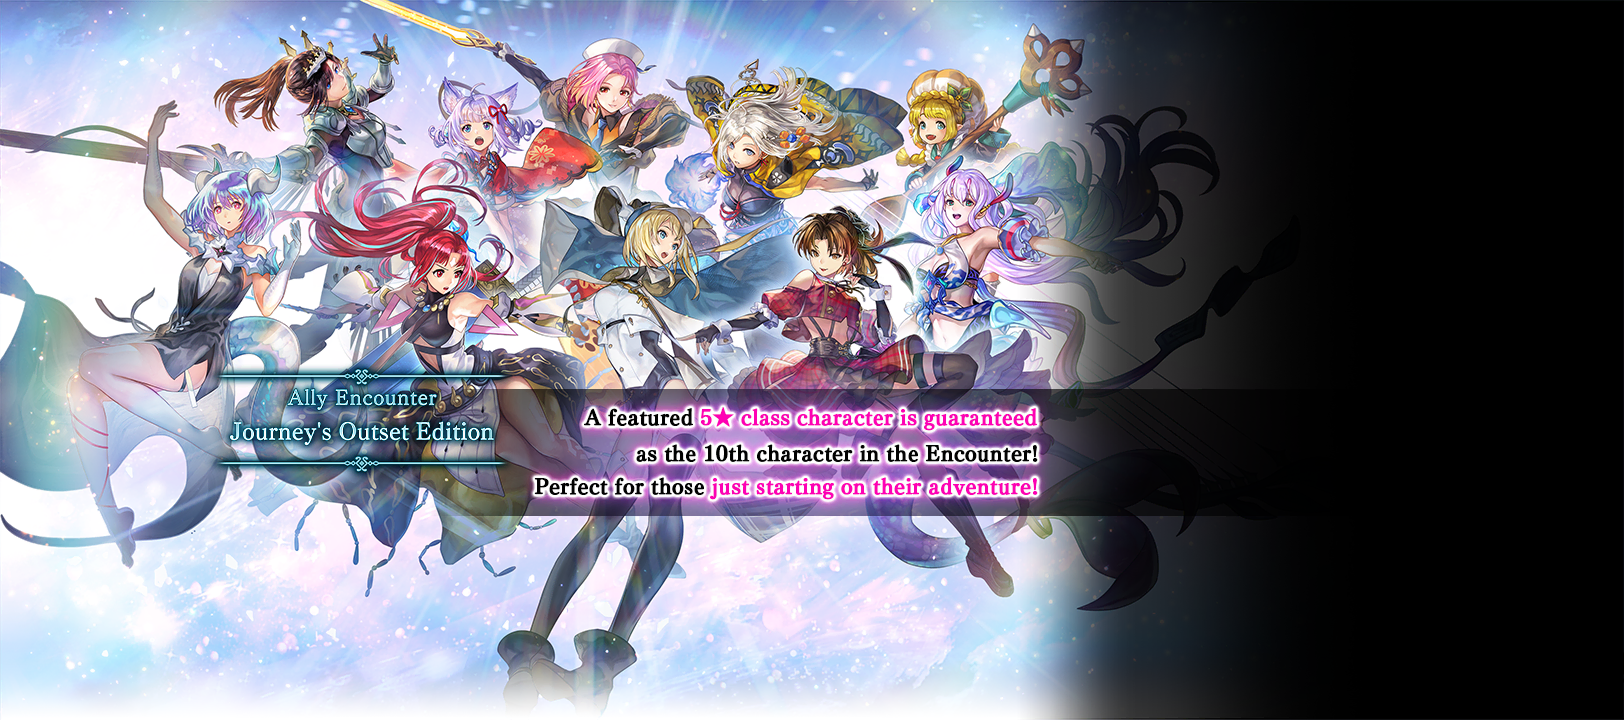 Ally Encounter
Journey's Outset Edition
A featured 5★ class character is guaranteed
as the 10th character in the Encounter!
Perfect for those just starting on their adventure!